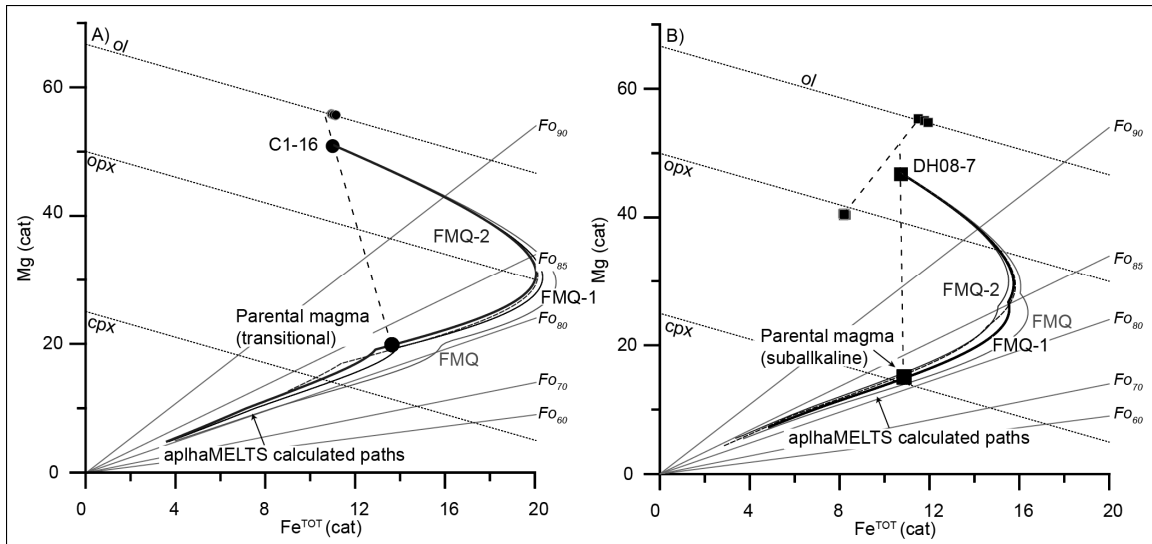 A)
ol
60
Fo90
C1-16
opx
40
FMQ-2
Mg (cat)
Fo85
FMQ-1
Parental magma
(transitional)
cpx
Fo80
20
FMQ
Fo70
Fo60
aplhaMELTS calculated paths
0
0 4 8 12 16 20
FeTOT (cat)
B)
ol
60
Fo90
DH08-7
opx
40
Mg (cat)
Fo85
FMQ-2
FMQ
cpx
Fo80
Parental magma
(suballkaline)
FMQ-1
20
Fo70
Fo60
aplhaMELTS calculated paths
0
0 4 8 12 16 20
FeTOT (cat)